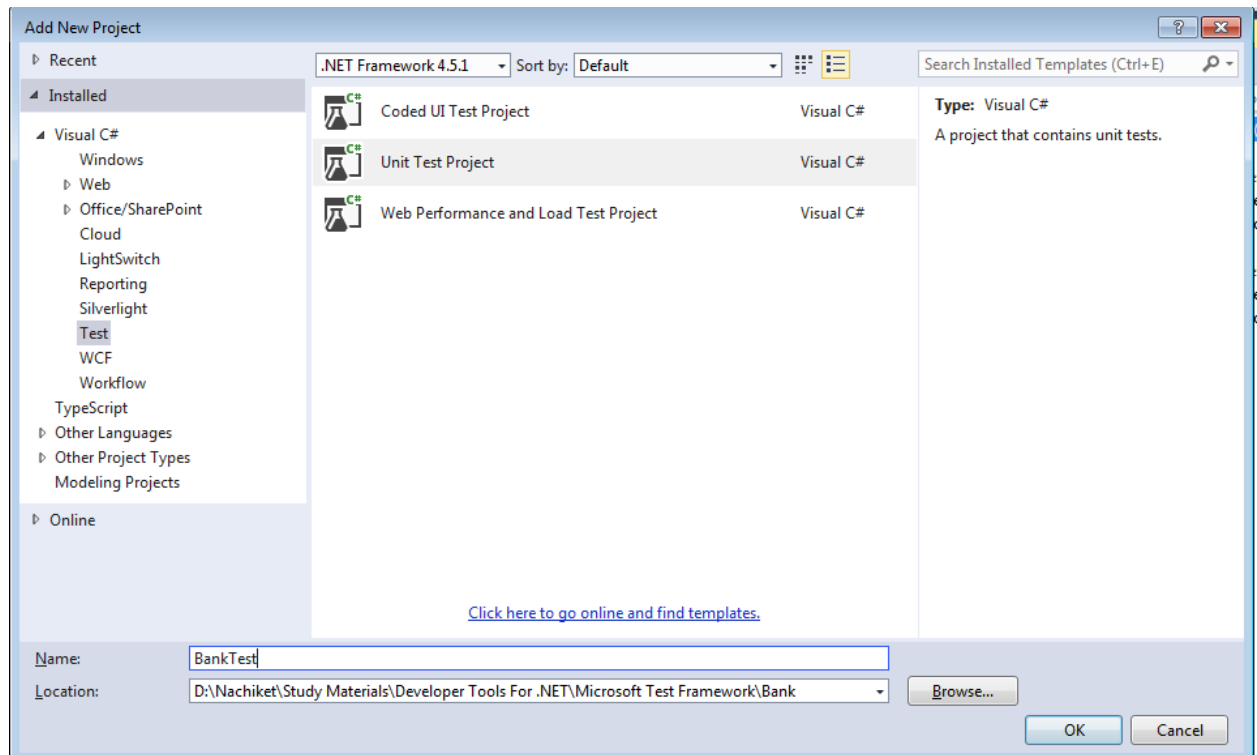 Add New Project
Recent
Installed
Visual C#
Windows
Web
Office/SharePoint
Cloud
LightSwitch
Reporting
Silverlight
Test
WCF
Workflow
TypeScript
Other Languages
Other Project Types
Modeling Projects
Online
.NET Framework 4.5.1 Sort by: Default
C# Coded UI Test Project Visual C#
C# Unit Test Project Visual C#
C# Web Performance and Load Test Project Visual C#
Click here to go online and find templates.
Search Installed Templates (Ctrl+E)
Type: Visual C#
A project that contains unit tests.
Name: BankTest
Location: D:\Nachiket\Study Materials\Developer Tools For .NET\Microsoft Test Framework\Bank Browse...
OK Cancel